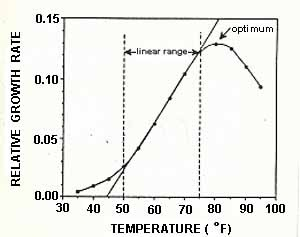 RELATIVE GROWTH RATE
0.15
0.10
0.05
0.00
optimum
linear range
30 40 50 60 70 80 90 100
TEMPERATURE ( °F)